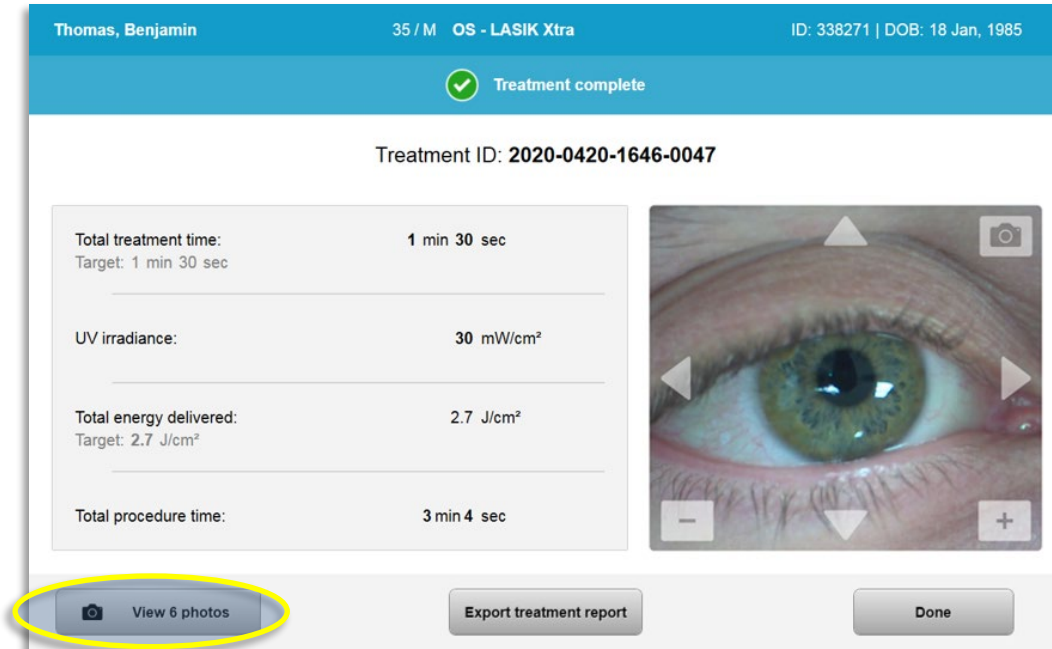 Thomas, Benjamin 35 / M OS - LASIK Xtra ID: 338271 | DOB: 18 Jan, 1985
Treatment complete
Treatment ID: 2020-0420-1646-0047
Total treatment time: 1 min 30 sec
Target: 1 min 30 sec
UV irradiance: 30 mW/cm²
Total energy delivered: 2.7 J/cm²
Target: 2.7 J/cm²
Total procedure time: 3 min 4 sec
View 6 photos Export treatment report Done